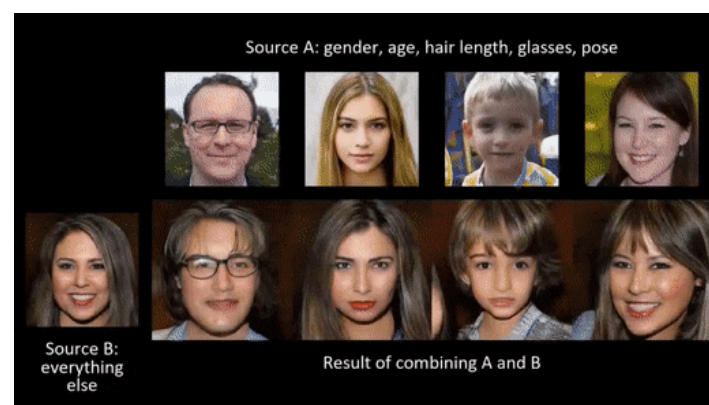 Source A: gender, age, hair length, glasses, pose
Source B:
everything
else
Result of combining A and B